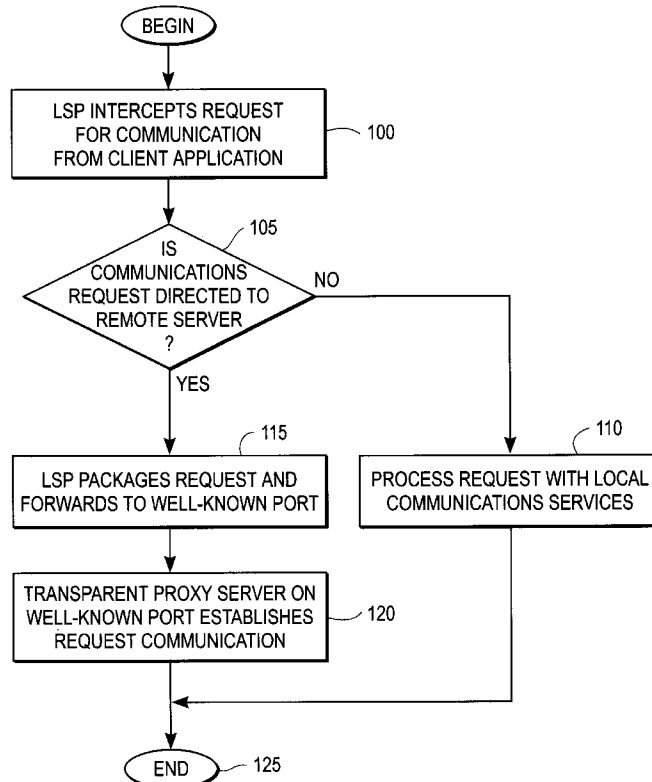 BEGIN
LSP INTERCEPTS REQUEST
FOR COMMUNICATION
FROM CLIENT APPLICATION
100
105
IS
COMMUNICATIONS
REQUEST DIRECTED TO
REMOTE SERVER
?
NO
YES
115
LSP PACKAGES REQUEST AND
FORWARDS TO WELL-KNOWN PORT
110
PROCESS REQUEST WITH LOCAL
COMMUNICATIONS SERVICES
TRANSPARENT PROXY SERVER ON
WELL-KNOWN PORT ESTABLISHES
REQUEST COMMUNICATION
120
END
125